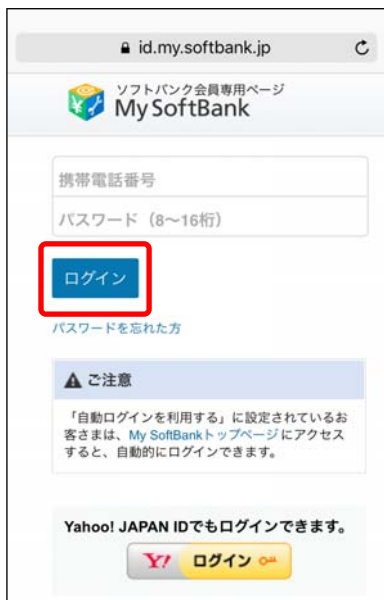 id.my.softbank.jp
ソフトバンク会員専用ページ
My SoftBank
携帯電話番号
パスワード（8〜16桁）
ログイン
パスワードを忘れた方
ご注意
「自動ログインを利用する」に設定されているお
客さまは、My SoftBankトップページにアクセス
すると、自動的にログインできます。
Yahoo! JAPAN IDでもログインできます。
Y! ログイン